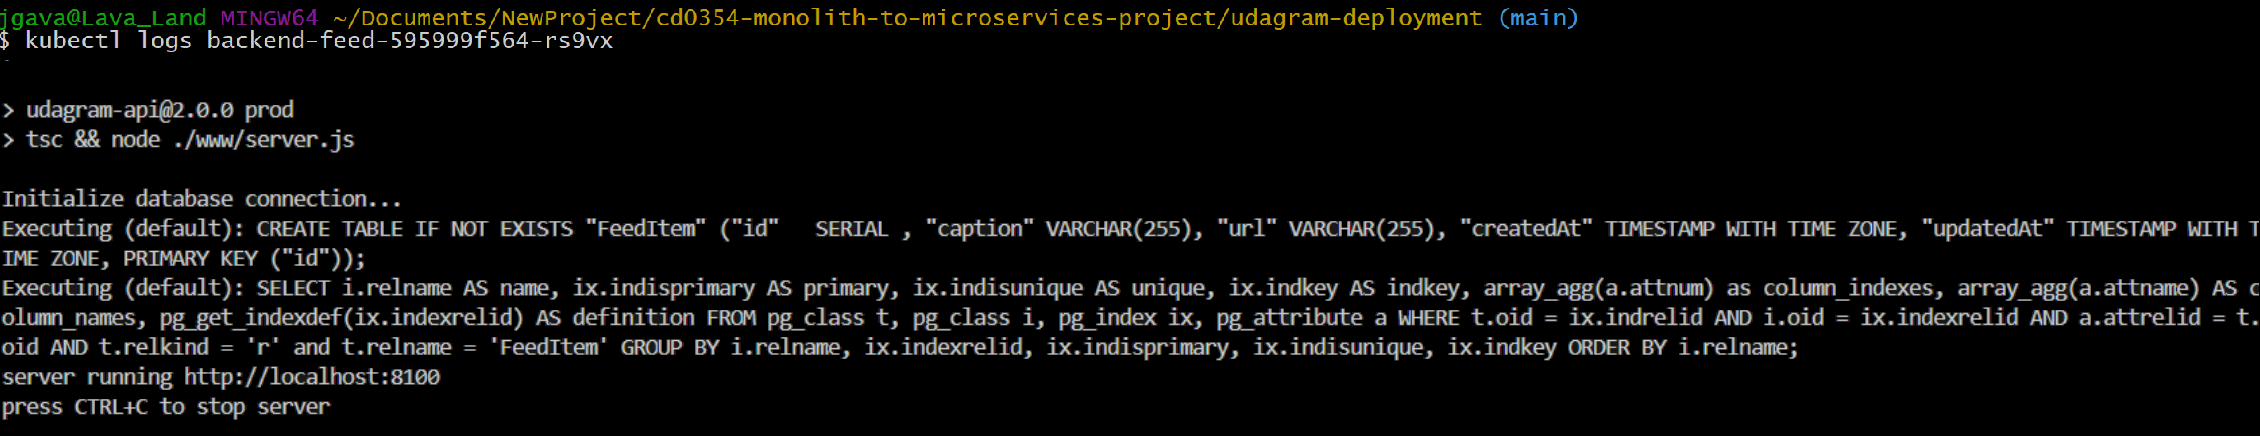 jgava@Lava_Land MINGW64 ~/Documents/NewProject/cd0354-monolith-to-microservices-project/udagram-deployment (main)
$ kubectl logs backend-feed-595999f564-rs9vx
> udagram-api@2.0.0 prod
> tsc && node ./www/server.js
Initialize database connection...
Executing (default): CREATE TABLE IF NOT EXISTS "FeedItem" ("id"   SERIAL , "caption" VARCHAR(255), "url" VARCHAR(255), "createdAt" TIMESTAMP WITH TIME ZONE, "updatedAt" TIMESTAMP WITH T
IME ZONE, PRIMARY KEY ("id"));
Executing (default): SELECT i.relname AS name, ix.indisprimary AS primary, ix.indisunique AS unique, ix.indkey AS indkey, array_agg(a.attnum) as column_indexes, array_agg(a.attname) AS c
olumn_names, pg_get_indexdef(ix.indexrelid) AS definition FROM pg_class t, pg_class i, pg_index ix, pg_attribute a WHERE t.oid = ix.indrelid AND i.oid = ix.indexrelid AND a.attrelid = t.
oid AND t.relkind = 'r' and t.relname = 'FeedItem' GROUP BY i.relname, ix.indexrelid, ix.indisprimary, ix.indisunique, ix.indkey ORDER BY i.relname;
server running http://localhost:8100
press CTRL+C to stop server